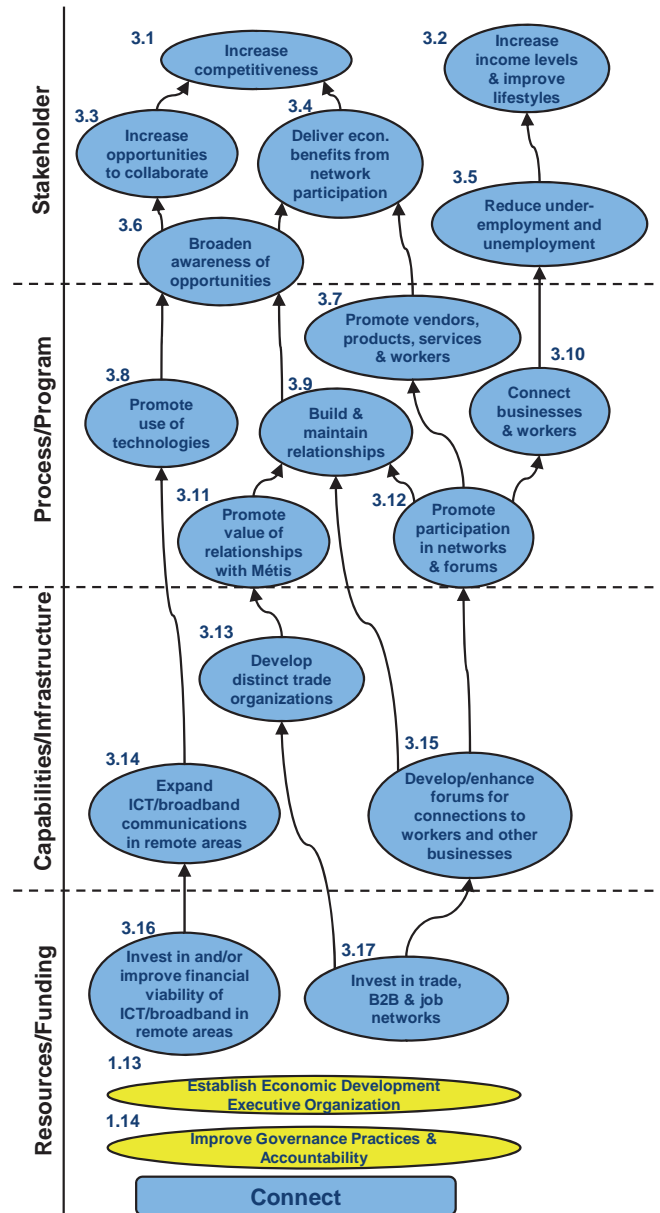 3.1
Increase
competitiveness
3.2
Increase
income levels
& improve
lifestyles
3.3
Increase
opportunities
to collaborate
3.4
Deliver econ.
benefits from
network
participation
3.5
Reduce under-
employment and
unemployment
3.6
Broaden
awareness of
opportunities
Stakeholder
3.7
Promote vendors,
products, services
& workers
3.8
Promote
use of
technologies
3.9
Build &
maintain
relationships
3.10
Connect
businesses
& workers
3.11
Promote
value of
relationships
with Métis
3.12
Promote
participation
in networks
& forums
Process/Program
3.13
Develop
distinct trade
organizations
3.14
Expand
ICT/broadband
communications
in remote areas
3.15
Develop/enhance
forums for
connections to
workers and other
businesses
Capabilities/Infrastructure
3.16
Invest in and/or
improve financial
viability of
ICT/broadband in
remote areas
3.17
Invest in trade,
B2B & job
networks
1.13
Establish Economic Development
Executive Organization
1.14
Improve Governance Practices &
Accountability
Resources/Funding
Connect